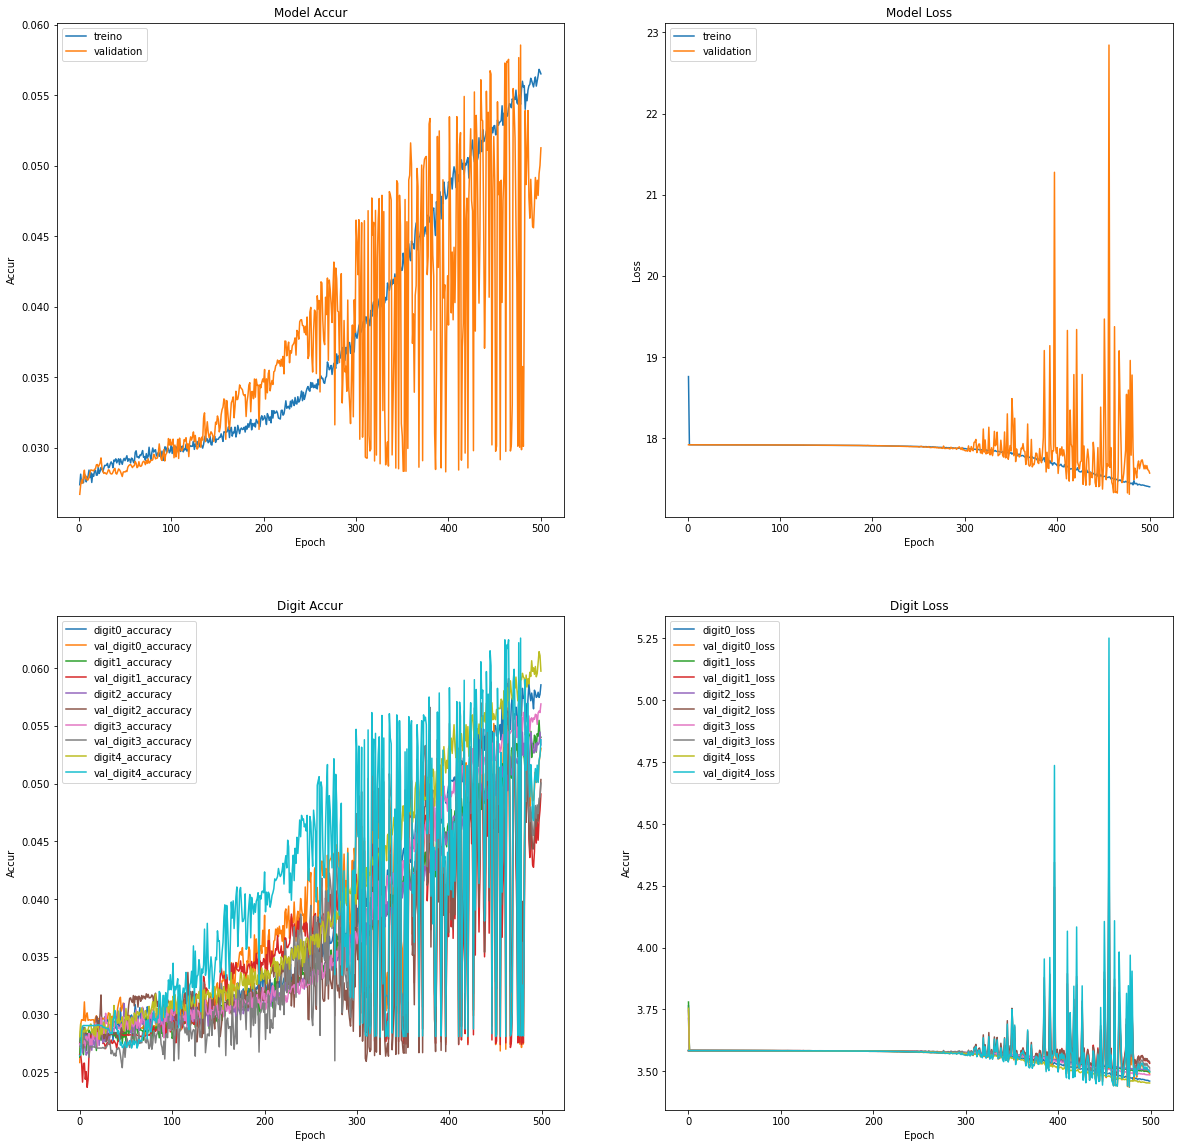 Model Accur
0.060
0.055
0.050
0.045
0.040
0.035
0.030
Accur
0 100 200 300 400 500
Epoch
treino
validation
Model Loss
23
22
21
20
19
18
Loss
0 100 200 300 400 500
Epoch
treino
validation
Digit Accur
0.060
0.055
0.050
0.045
0.040
0.035
0.030
0.025
Accur
0 100 200 300 400 500
Epoch
digit0_accuracy
val_digit0_accuracy
digit1_accuracy
val_digit1_accuracy
digit2_accuracy
val_digit2_accuracy
digit3_accuracy
val_digit3_accuracy
digit4_accuracy
val_digit4_accuracy
Digit Loss
5.25
5.00
4.75
4.50
4.25
4.00
3.75
3.50
Accur
0 100 200 300 400 500
Epoch
digit0_loss
val_digit0_loss
digit1_loss
val_digit1_loss
digit2_loss
val_digit2_loss
digit3_loss
val_digit3_loss
digit4_loss
val_digit4_loss